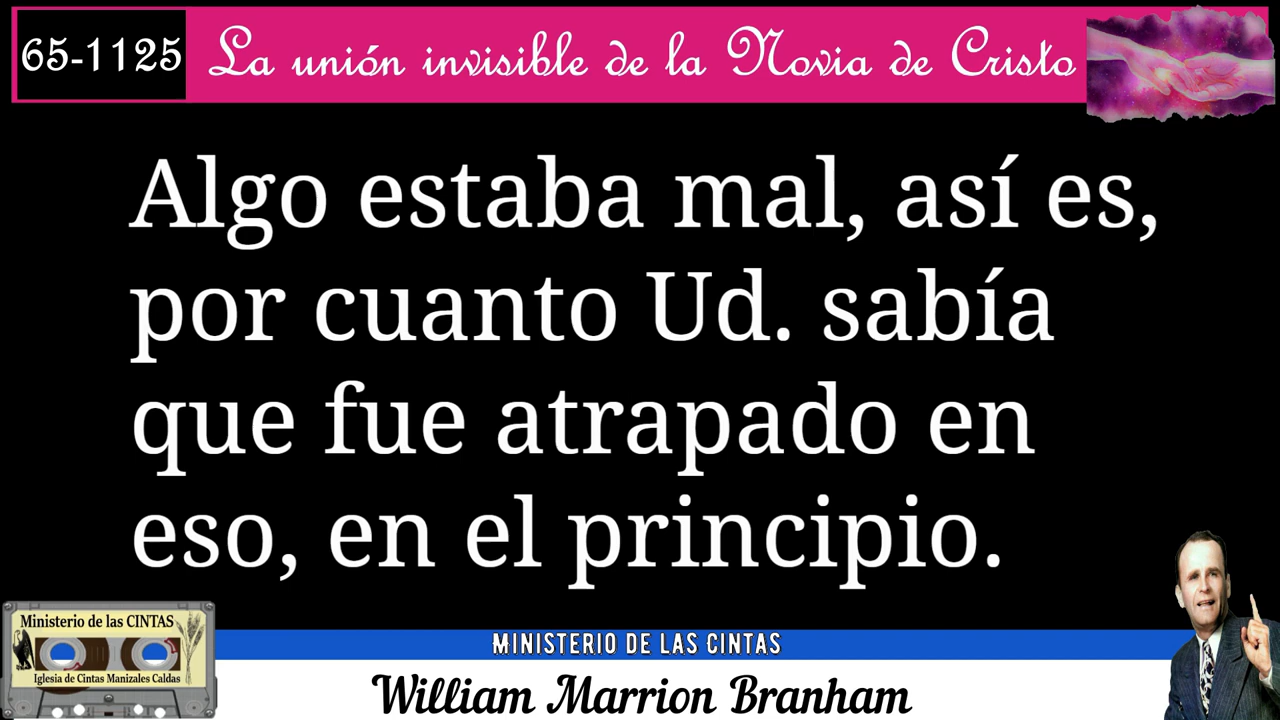 65-1125
La unión invisible de la Novia de Cristo
Algo estaba mal, así es,
por cuanto Ud. sabía
que fue atrapado en
eso, en el principio.
Ministerio de las CINTAS
Iglesia de Cintas Manizales Caldas
MINISTERIO DE LAS CINTAS
William Marrion Branham